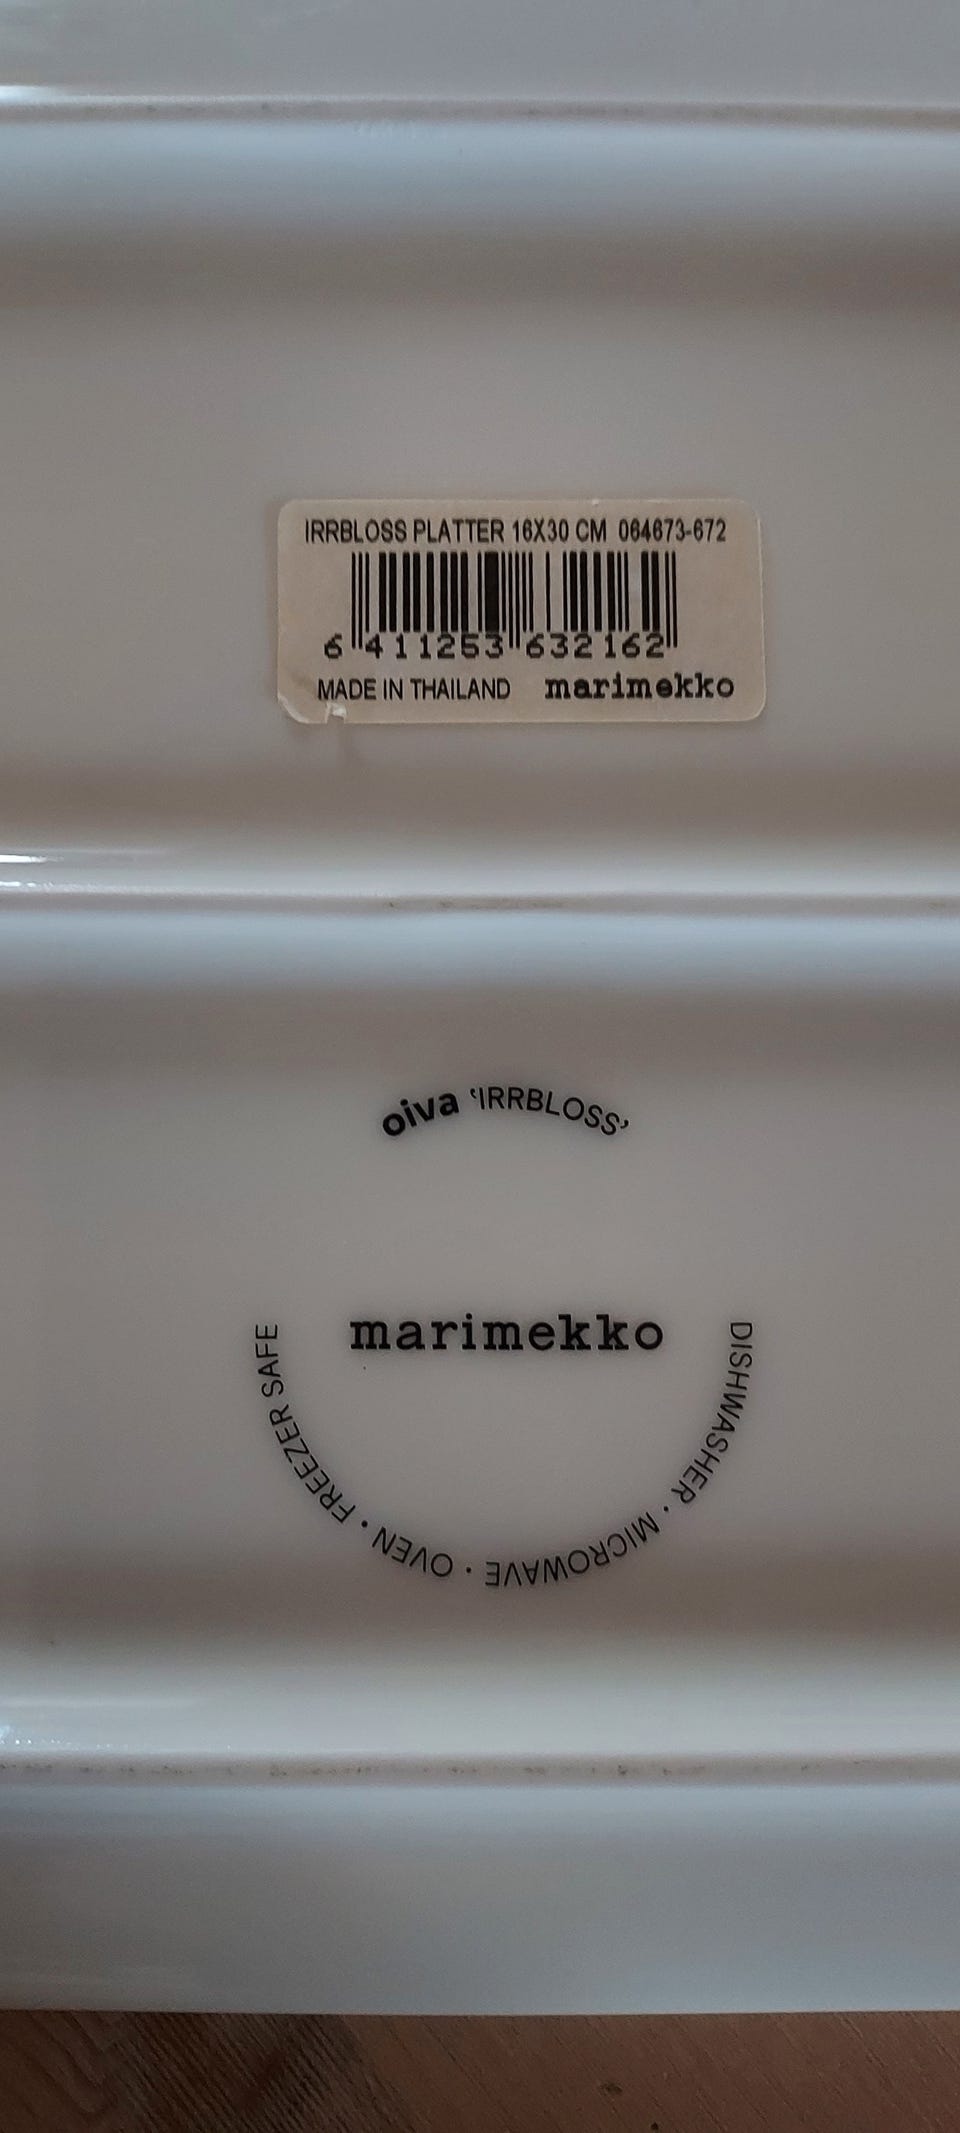 IRRBLOSS PLATTER 16X30 CM 064673-672
6 411253 632162
MADE IN THAILAND marimekko
oiva ‘IRRBLOSS’
marimekko
DISHWASHER · MICROWAVE · OVEN · FREEZER SAFE